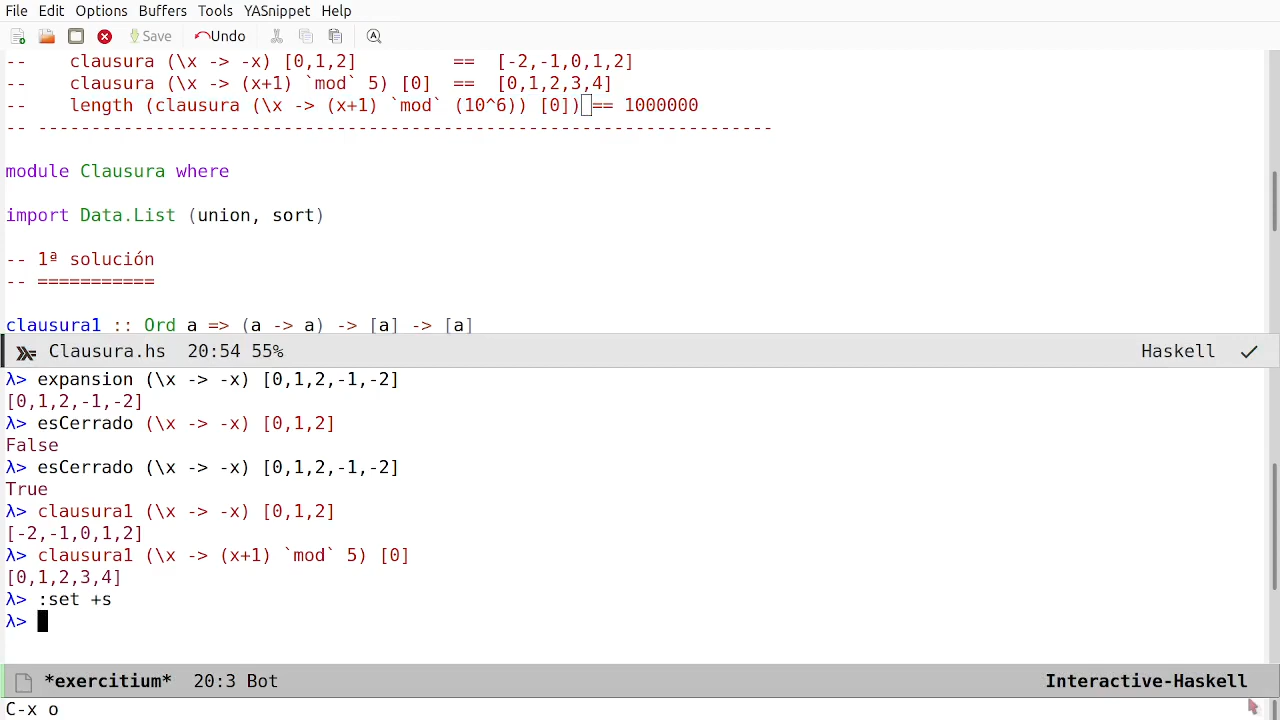 File Edit Options Buffers Tools YASnippet Help
Save Undo
--    clausura (\x -> -x) [0,1,2]         ==  [-2,-1,0,1,2]
--    clausura (\x -> (x+1) `mod` 5) [0]  ==  [0,1,2,3,4]
--    length (clausura (\x -> (x+1) `mod` (10^6)) [0]) == 1000000
-- ---------------------------------------------------------------------
module Clausura where
import Data.List (union, sort)
-- 1ª solución
-- ===========
clausura1 :: Ord a => (a -> a) -> [a] -> [a]
Clausura.hs  20:54 55% Haskell
λ> expansion (\x -> -x) [0,1,2,-1,-2]
[0,1,2,-1,-2]
λ> esCerrado (\x -> -x) [0,1,2]
False
λ> esCerrado (\x -> -x) [0,1,2,-1,-2]
True
λ> clausura1 (\x -> -x) [0,1,2]
[-2,-1,0,1,2]
λ> clausura1 (\x -> (x+1) `mod` 5) [0]
[0,1,2,3,4]
λ> :set +s
λ>
*exercitium*  20:3 Bot Interactive-Haskell
C-x o